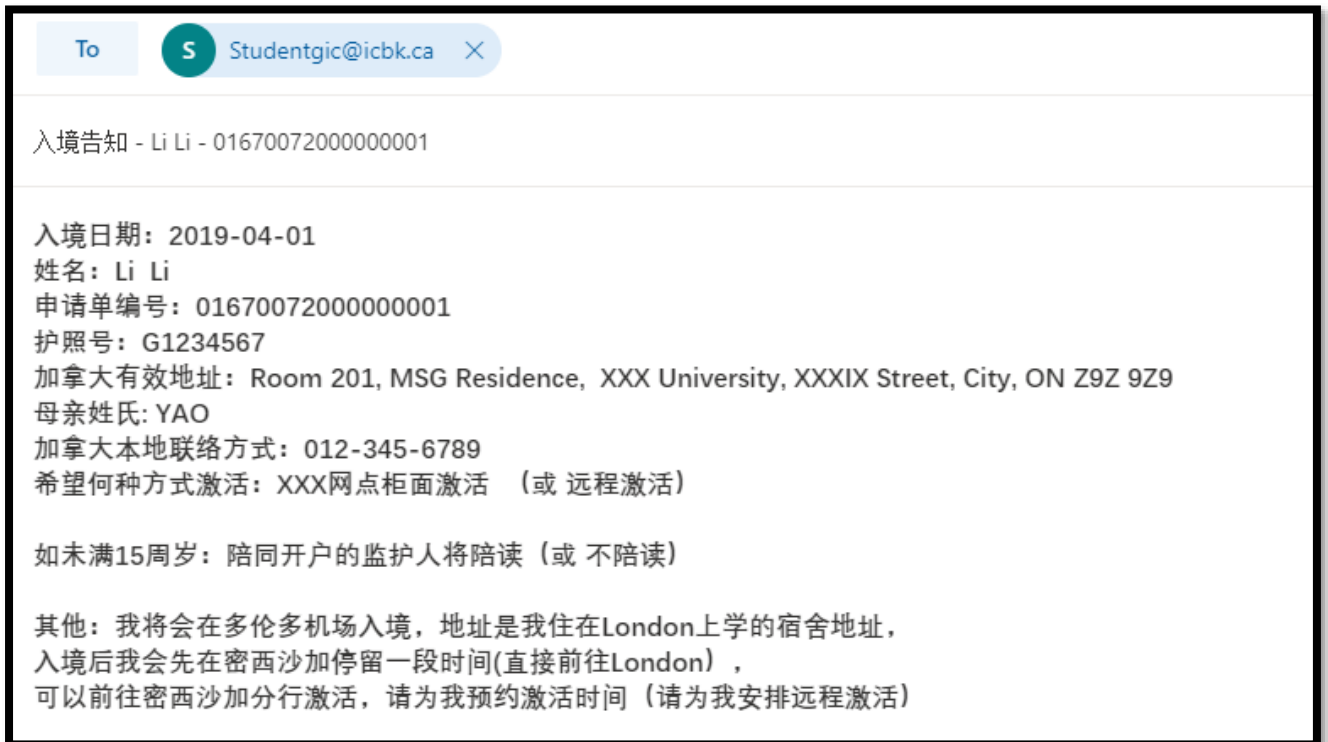 To S Studentgic@icbk.ca ×
入境告知 - Li Li - 01670072000000001
入境日期：2019-04-01
姓名：Li Li
申请单编号：01670072000000001
护照号：G1234567
加拿大有效地址：Room 201, MSG Residence, XXX University, XXXIX Street, City, ON Z9Z 9Z9
母亲姓氏: YAO
加拿大本地联络方式：012-345-6789
希望何种方式激活：XXX网点柜面激活 （或 远程激活）
如未满15周岁：陪同开户的监护人将陪读（或 不陪读）
其他：我将会在多伦多机场入境，地址是我住在London上学的宿舍地址，
入境后我会先在密西沙加停留一段时间(直接前往London），
可以前往密西沙加分行激活，请为我预约激活时间（请为我安排远程激活）